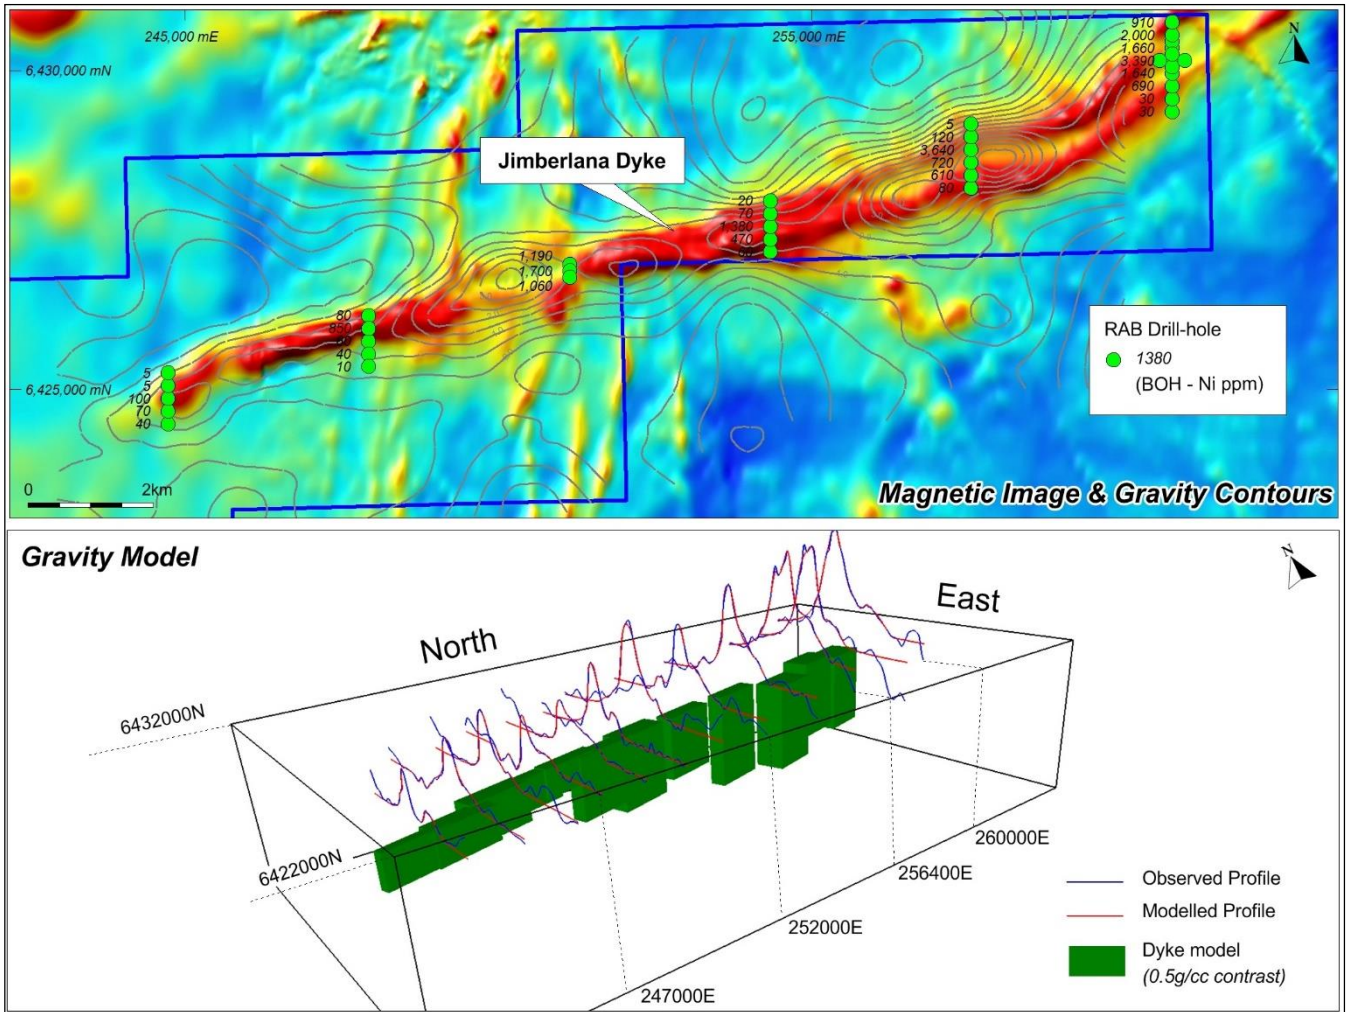 245,000 mE
255,000 mE
N
6,430,000 mN
910
2,000
1,660
3,390
1,640
690
30
30
5
120
3,640
720
610
80
Jimberlana Dyke
20
70
1,380
470
1,190
1,700
1,060
80
850
40
10
6,425,000 mN
5
5
100
70
40
RAB Drill-hole
1380
(BOH - Ni ppm)
0 2km
Magnetic Image & Gravity Contours
Gravity Model
N
North
East
6432000N
6422000N
260000E
256400E
252000E
247000E
Observed Profile
Modelled Profile
Dyke model
(0.5g/cc contrast)